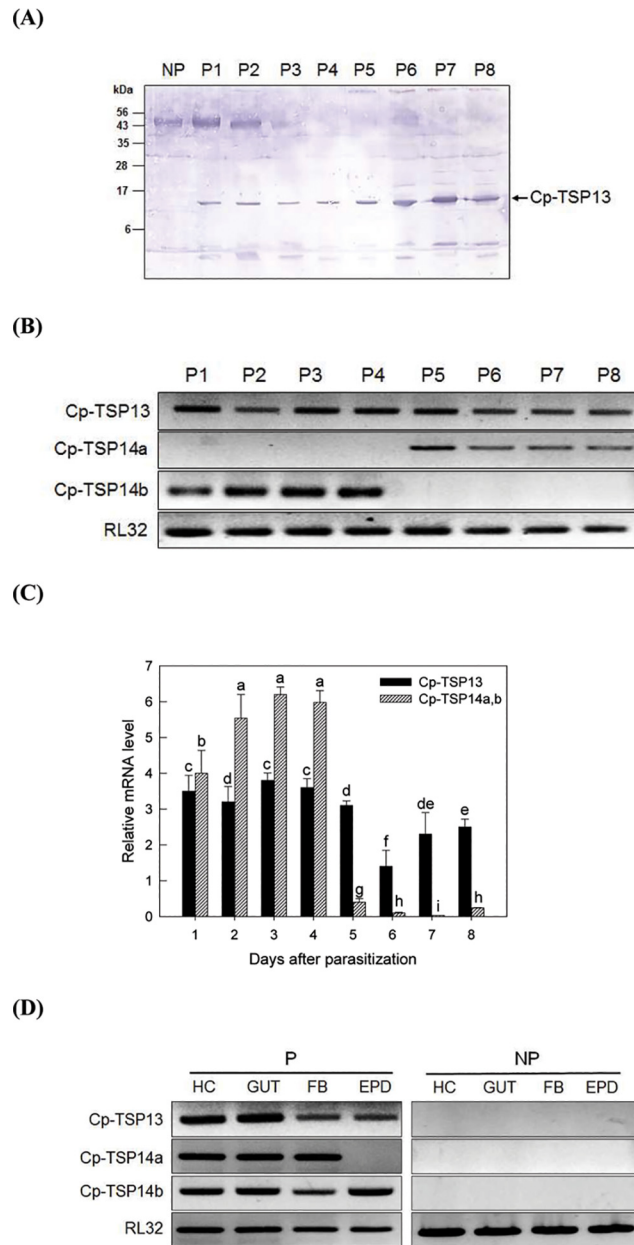 (A)
NP P1 P2 P3 P4 P5 P6 P7 P8
kDa
56
43
35
28
17
6
Cp-TSP13
(B)
P1 P2 P3 P4 P5 P6 P7 P8
Cp-TSP13
Cp-TSP14a
Cp-TSP14b
RL32
(C)
Relative mRNA level
7
6
5
4
3
2
1
0
Cp-TSP13
Cp-TSP14a,b
c b d a c a c a d g f h de i e h
1 2 3 4 5 6 7 8
Days after parasitization
(D)
P NP
HC GUT FB EPD HC GUT FB EPD
Cp-TSP13
Cp-TSP14a
Cp-TSP14b
RL32